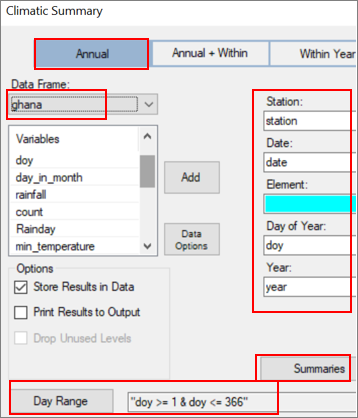 Climatic Summary
Annual
Annual + Within
Within Year
Data Frame:
ghana
Variables
doy
day_in_month
rainfall
count
Rainday
min_temperature
Add
Data
Options
Station:
station
Date:
date
Element:
Day of Year:
doy
Year:
year
Options
Store Results in Data
Print Results to Output
Drop Unused Levels
Summaries
Day Range
"doy >= 1 & doy <= 366"